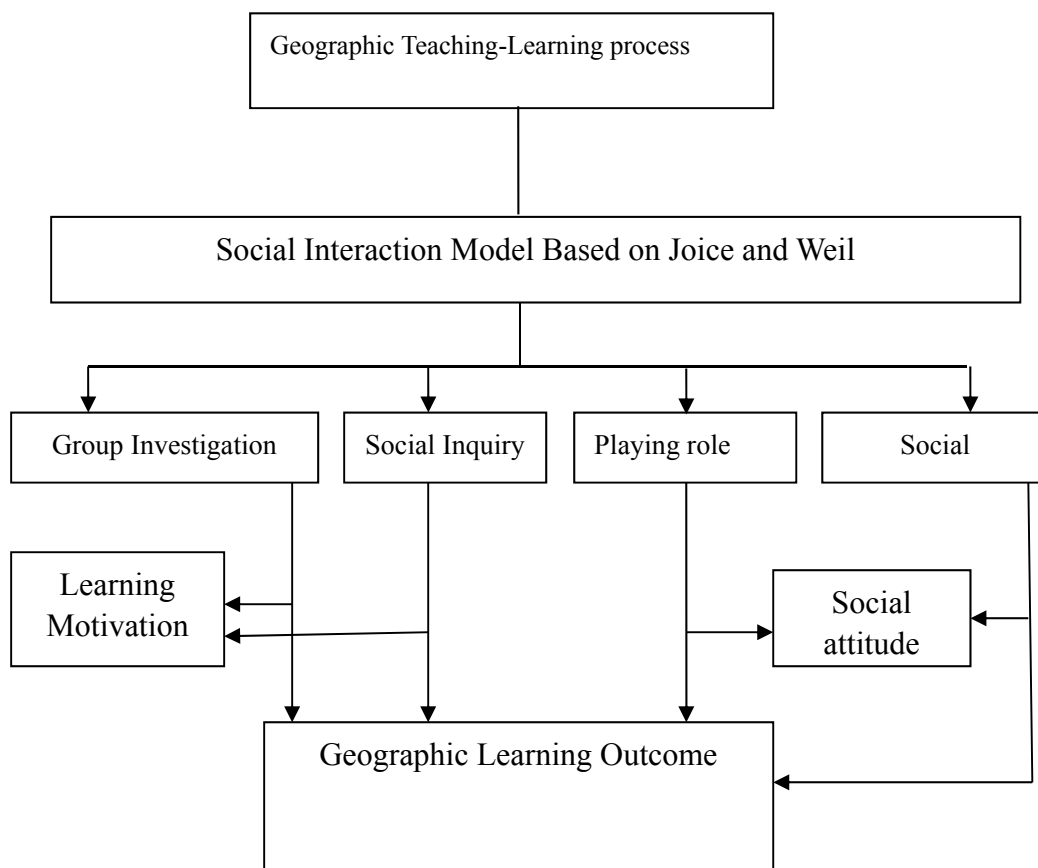 Geographic Teaching-Learning process
Social Interaction Model Based on Joice and Weil
Group Investigation
Social Inquiry
Playing role
Social
Learning
Motivation
Social
attitude
Geographic Learning Outcome